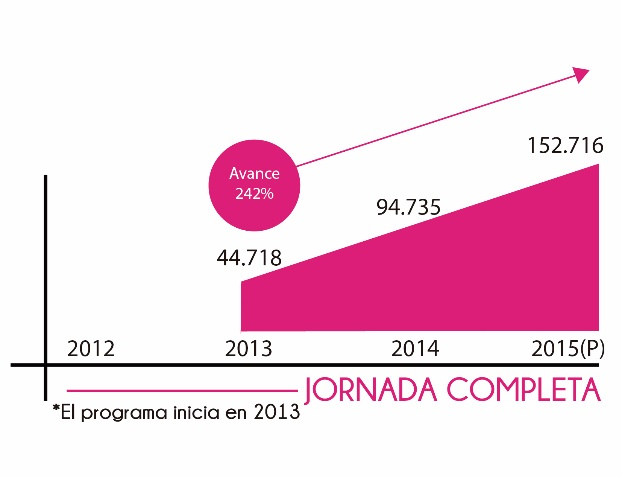 152.716
Avance
242%
94.735
44.718
2012 2013 2014 2015(P)
JORNADA COMPLETA
*El programa inicia en 2013